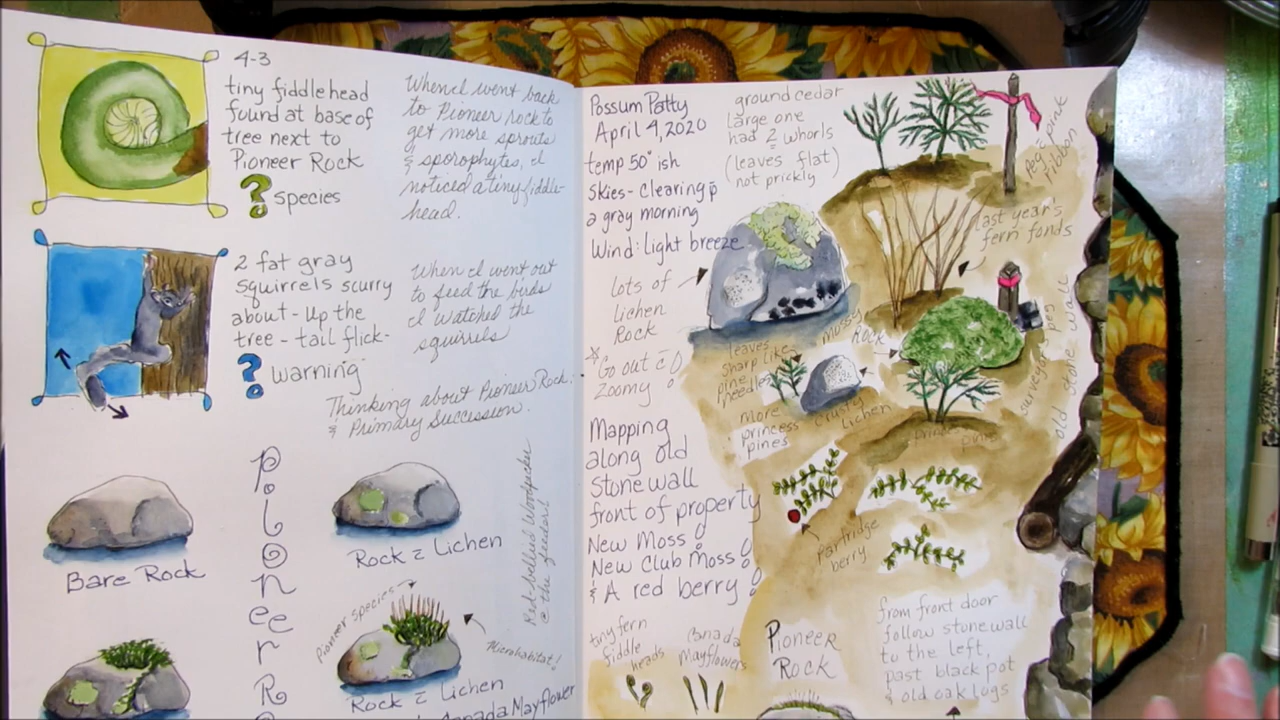 4-3
tiny fiddlehead
found at base of
tree next to
Pioneer Rock
? species
When I went back
to Pioneer rock to
get more sprouts
& sporophytes, I
noticed a tiny fiddle-
head.
2 fat gray
squirrels scurry
about - up the
tree - tail flick-
? warning
When I went out
to feed the birds
I watched the
squirrels
Thinking about Pioneer Rock!
& Primary Succession.
Pioneer R
Bare Rock
Rock c̄ Lichen
Red-bellied Woodpecker
@ the feeders!
Pioneer species
Microhabitat!
Rock c̄ Lichen
Canada Mayflower
Possum Patty
April 4, 2020
temp 50° ish
skies - Clearing p̄
a gray morning
Wind: Light breeze
ground cedar
large one
had 2 whorls
(leaves flat)
not prickly)
peg c̄ pink
ribbon
last year's
fern fonds
lots of
lichen
Rock
* Go out c̄
Zoomy
mossy
Rock
leaves
sharp like
pine
needles
more
princess
pines
crusty
Lichen
surveyor peg
old stone wall
pine
Mapping
along old
stone wall
front of property
New Moss!
New Club Moss!
& A red berry!
Partridge
berry
tiny fern
fiddle
heads
Canada
Mayflowers
Pioneer
Rock
from front door
follow stonewall
to the left,
past black pot
& old oak logs